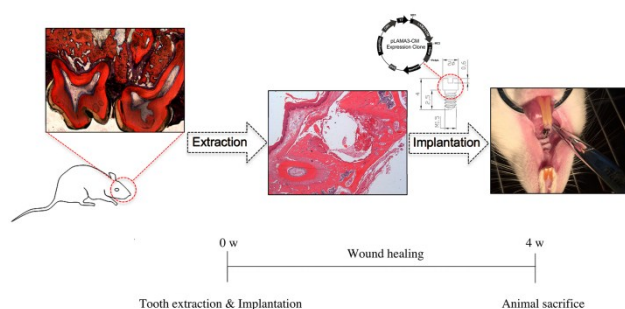 pLAMA3-CM
Expression Clone
Extraction
Implantation
0 w
Wound healing
4 w
Tooth extraction & Implantation
Animal sacrifice